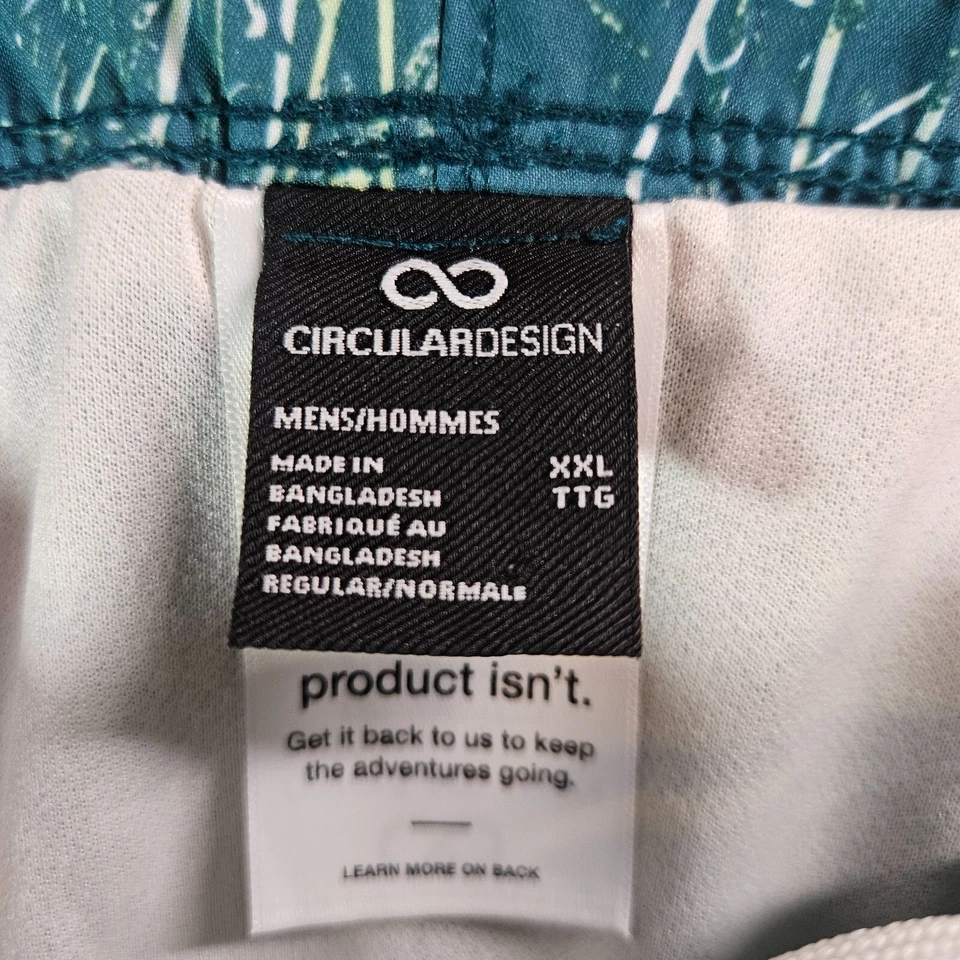 CIRCULARDESIGN
MENS/HOMMES
MADE IN XXL
BANGLADESH TTG
FABRIQUÉ AU
BANGLADESH
REGULAR/NORMALE
product isn't.
Get it back to us to keep
the adventures going.
LEARN MORE ON BACK